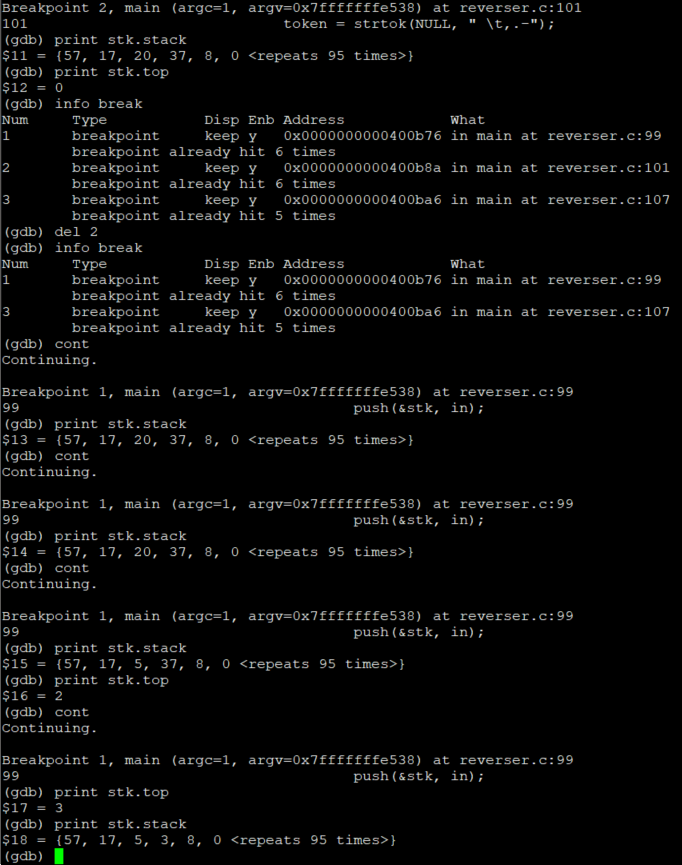 Breakpoint 2, main (argc=1, argv=0x7fffffffe538) at reverser.c:101
101 token = strtok(NULL, " \t,.-");
(gdb) print stk.stack
$11 = {57, 17, 20, 37, 8, 0 <repeats 95 times>}
(gdb) print stk.top
$12 = 0
(gdb) info break
Num Type Disp Enb Address What
1 breakpoint keep y 0x0000000000400b76 in main at reverser.c:99
breakpoint already hit 6 times
2 breakpoint keep y 0x0000000000400b8a in main at reverser.c:101
breakpoint already hit 6 times
3 breakpoint keep y 0x0000000000400ba6 in main at reverser.c:107
breakpoint already hit 5 times
(gdb) del 2
(gdb) info break
Num Type Disp Enb Address What
1 breakpoint keep y 0x0000000000400b76 in main at reverser.c:99
breakpoint already hit 6 times
3 breakpoint keep y 0x0000000000400ba6 in main at reverser.c:107
breakpoint already hit 5 times
(gdb) cont
Continuing.
Breakpoint 1, main (argc=1, argv=0x7fffffffe538) at reverser.c:99
99 push(&stk, in);
(gdb) print stk.stack
$13 = {57, 17, 20, 37, 8, 0 <repeats 95 times>}
(gdb) cont
Continuing.
Breakpoint 1, main (argc=1, argv=0x7fffffffe538) at reverser.c:99
99 push(&stk, in);
(gdb) print stk.stack
$14 = {57, 17, 20, 37, 8, 0 <repeats 95 times>}
(gdb) cont
Continuing.
Breakpoint 1, main (argc=1, argv=0x7fffffffe538) at reverser.c:99
99 push(&stk, in);
(gdb) print stk.stack
$15 = {57, 17, 5, 37, 8, 0 <repeats 95 times>}
(gdb) print stk.top
$16 = 2
(gdb) cont
Continuing.
Breakpoint 1, main (argc=1, argv=0x7fffffffe538) at reverser.c:99
99 push(&stk, in);
(gdb) print stk.top
$17 = 3
(gdb) print stk.stack
$18 = {57, 17, 5, 3, 8, 0 <repeats 95 times>}
(gdb)